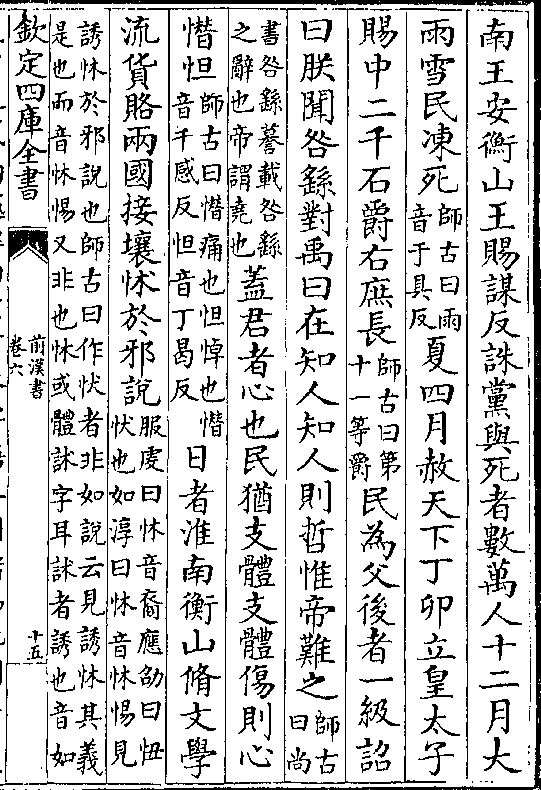 南王安衡山王賜謀反誅黨與死者數萬人十二月大
雨雪民凍死師古曰雨音于具反夏四月赦天下丁卯立皇太子
賜中二千石爵右庶長師古曰第十一等爵民為父後者一級詔
曰朕聞咎繇對禹曰在知人知人則哲惟帝難之師古曰尚
書咎繇謩載咎繇之辭也帝謂堯也蓋君者心也民猶支體支體傷則心
憯怛師古曰憯痛也怛悼也憯音千感反怛音丁曷反日者淮南衡山脩文學
流貨賂兩國接壤怵於邪說服虔曰怵音裔應劭曰忸伏也如淳曰怵音怵惕見
誘怵於邪說也師古曰作伏者非如說云見誘怵其義是也而音怵惕又非也怵或體訹字耳訹者誘也音如
欽定四庫全書
前漢書
卷六
十五